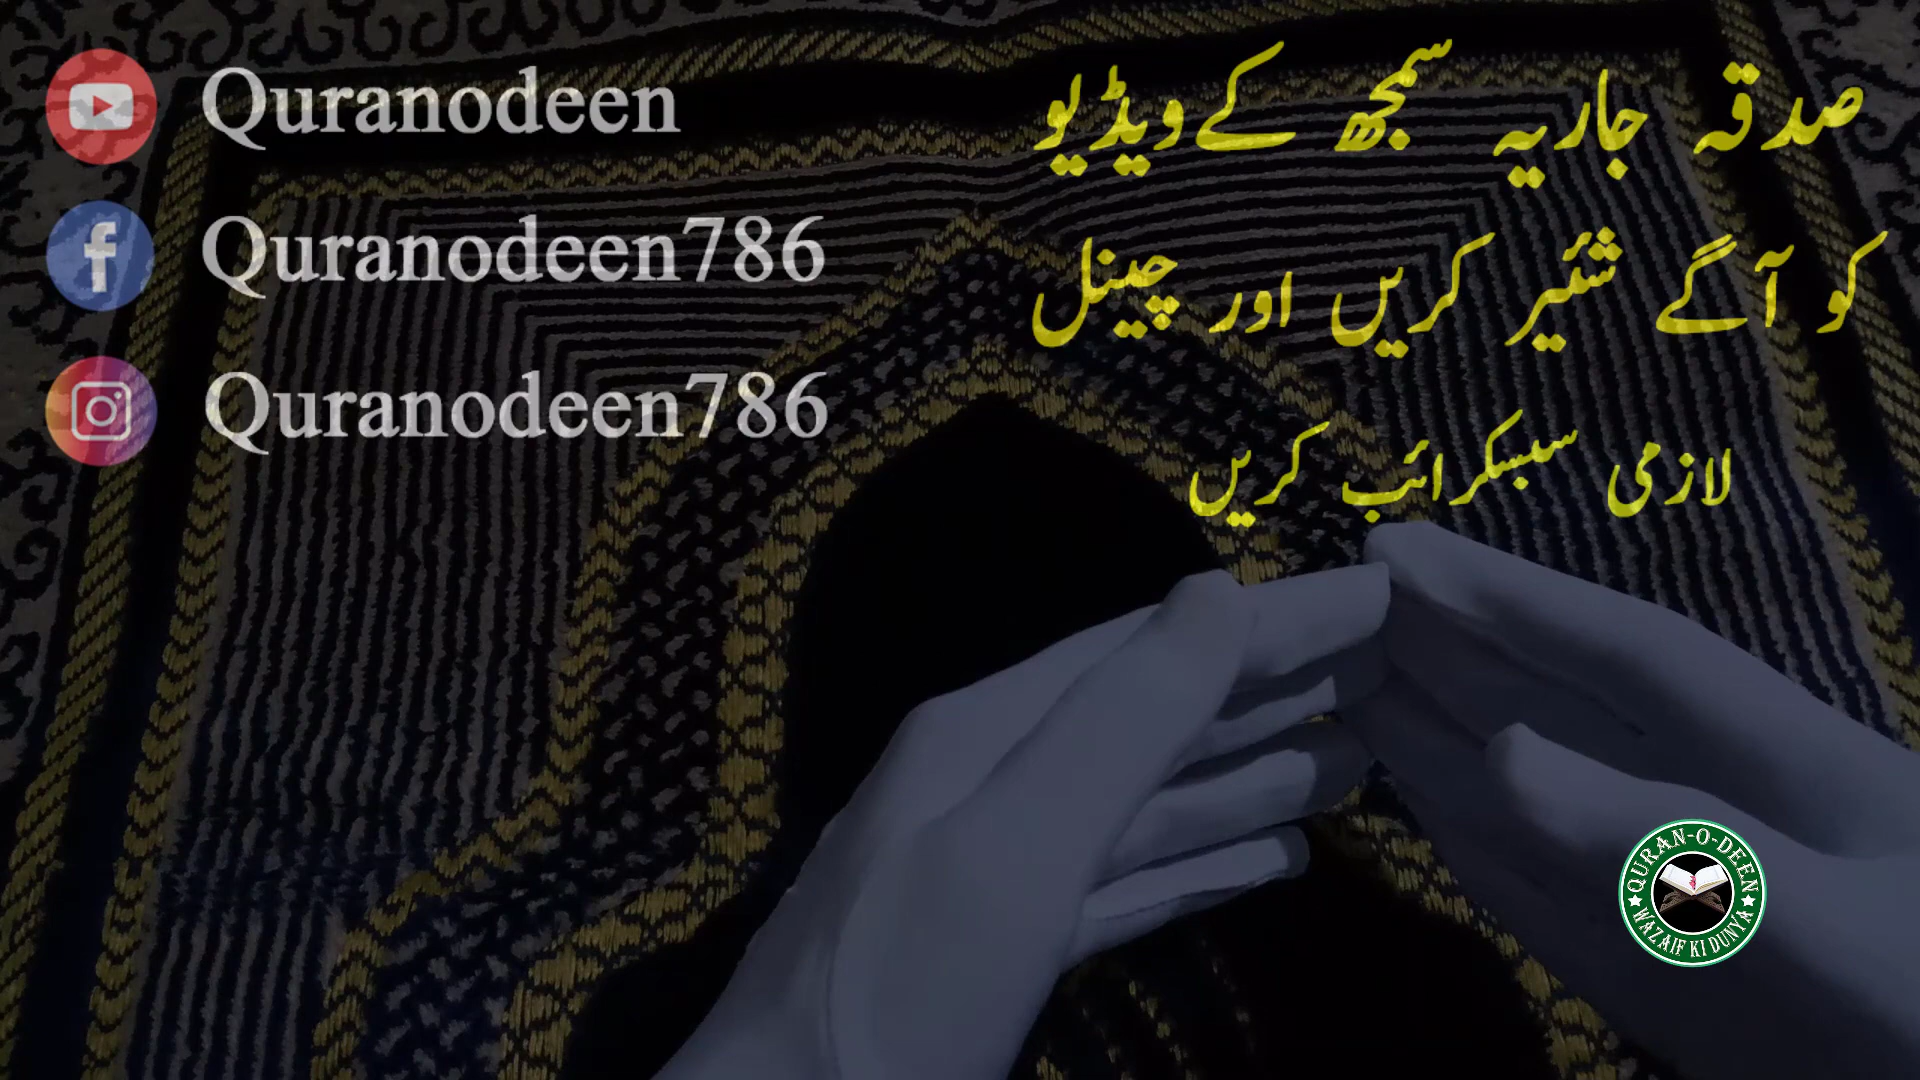 Quranodeen
Quranodeen786
Quranodeen786
صدقہ جاریہ سمجھ کے ویڈیو
کو آگے شئیر کریں اور چینل
لازمی سبسکرائب کریں
QURAN-O-DEEN
WAZAIF KI DUNYA